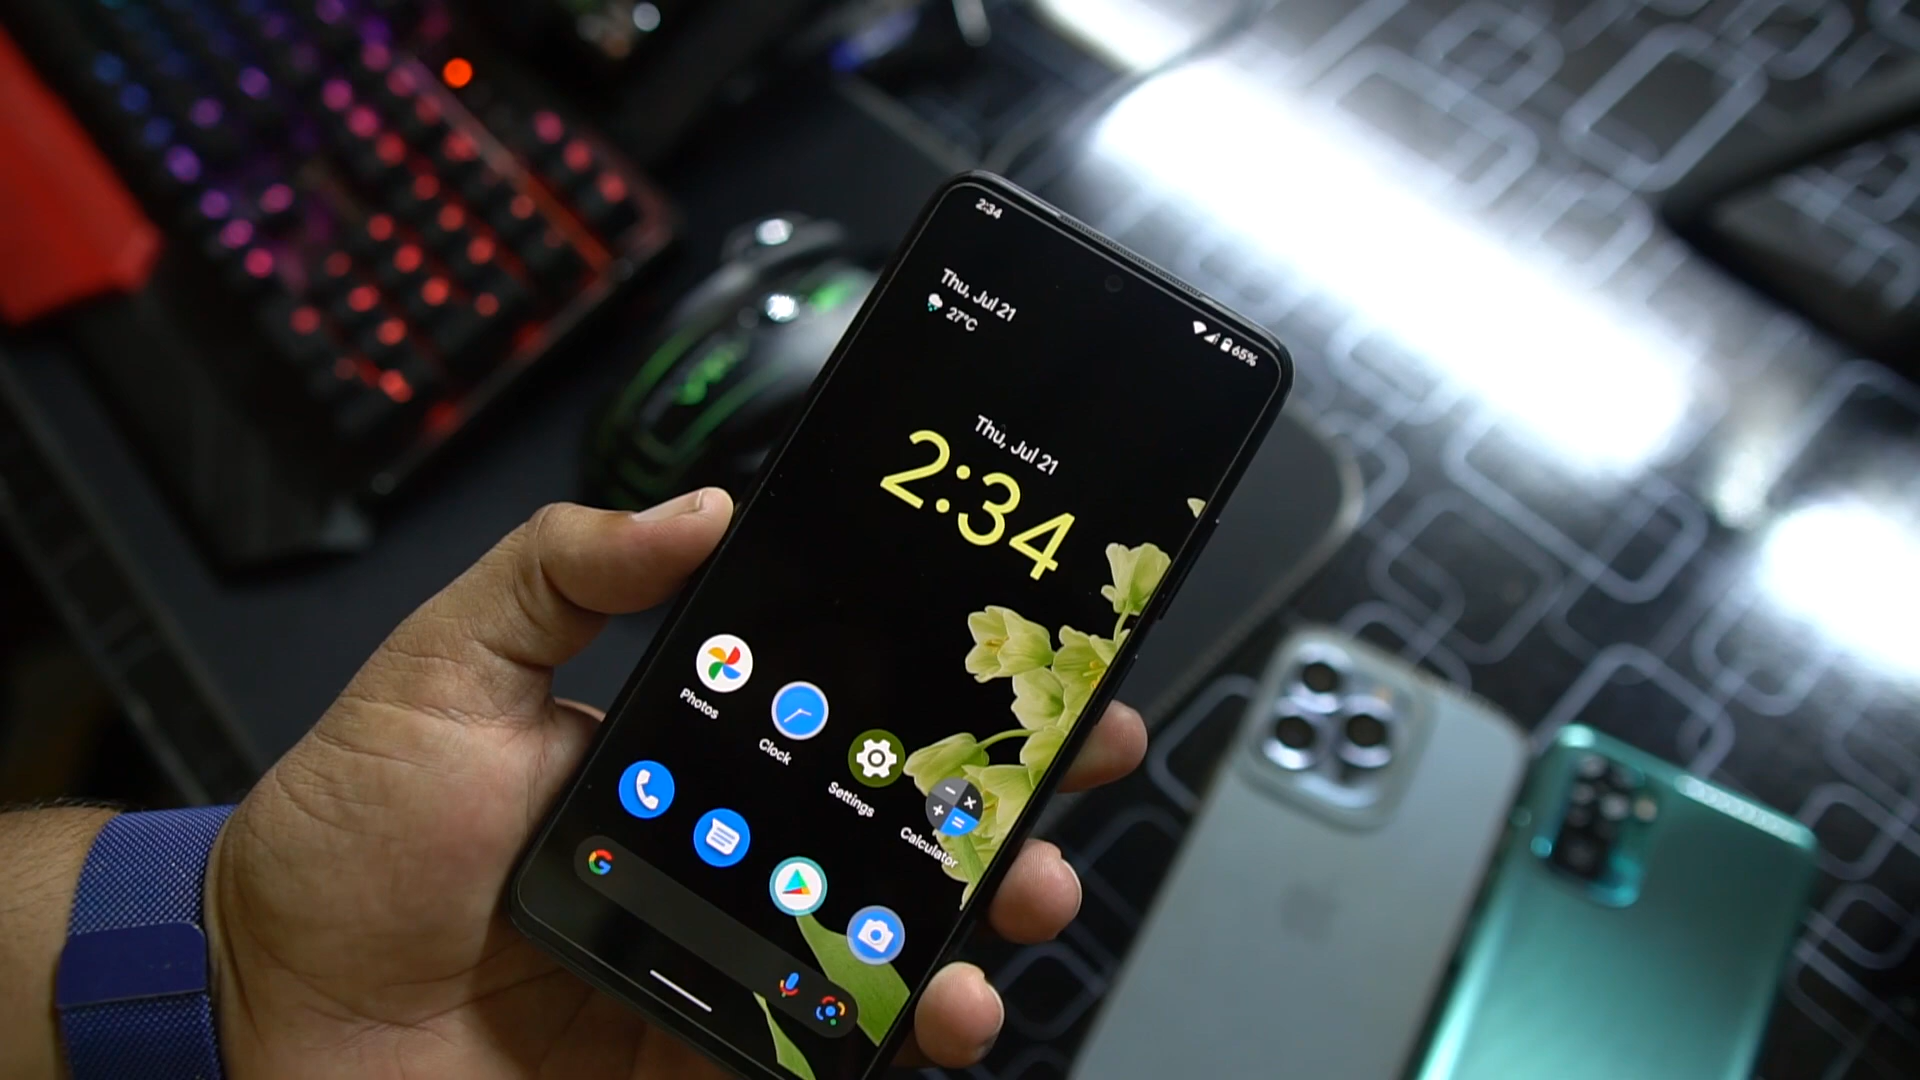 2:34
65%
Thu, Jul 21
27°C
Thu, Jul 21
2:34
Photos
Clock
Settings
Calculator
G